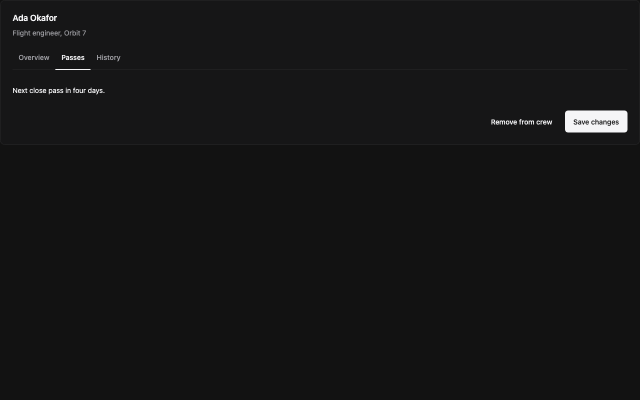 Ada Okafor
Flight engineer, Orbit 7
Overview Passes History
Next close pass in four days.
Remove from crew Save changes